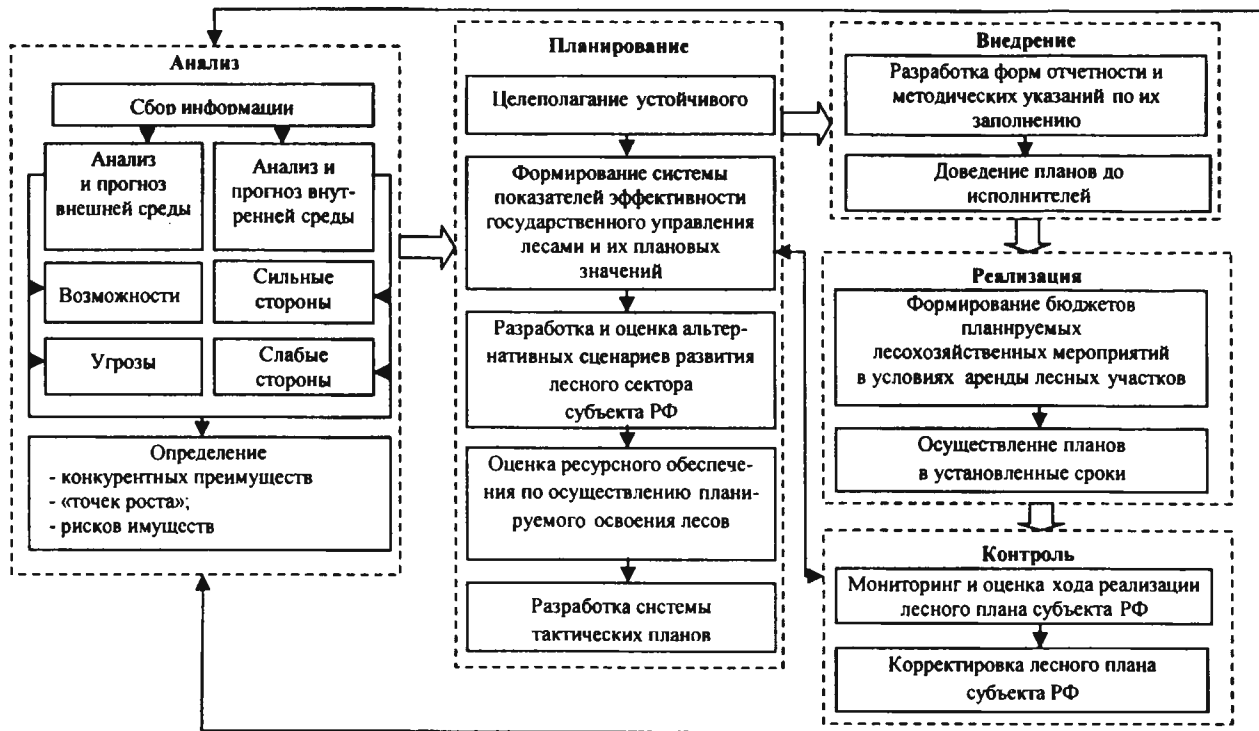 Анализ
Сбор информации
Анализ
и прогноз
внешней среды
Анализ и
прогноз внут-
ренней среды
Возможности
Сильные
стороны
Угрозы
Слабые
стороны
Определение
- конкурентных преимуществ
- «точек роста»;
- рисков имуществ
Планирование
Целеполагание устойчивого
Формирование системы
показателей эффективности
государственного управления
лесами и их плановых
значений
Разработка и оценка альтер-
нативных сценариев развития
лесного сектора
субъекта РФ
Оценка ресурсного обеспече-
ния по осуществлению плани-
руемого освоения лесов
Разработка системы
тактических планов
Внедрение
Разработка форм отчетности и
методических указаний по их
заполнению
Доведение планов до
исполнителей
Реализация
Формирование бюджетов
планируемых
лесохозяйственных мероприятий
в условиях аренды лесных участков
Осуществление планов
в установленные сроки
Контроль
Мониторинг и оценка хода реализации
лесного плана субъекта РФ
Корректировка лесного плана
субъекта РФ